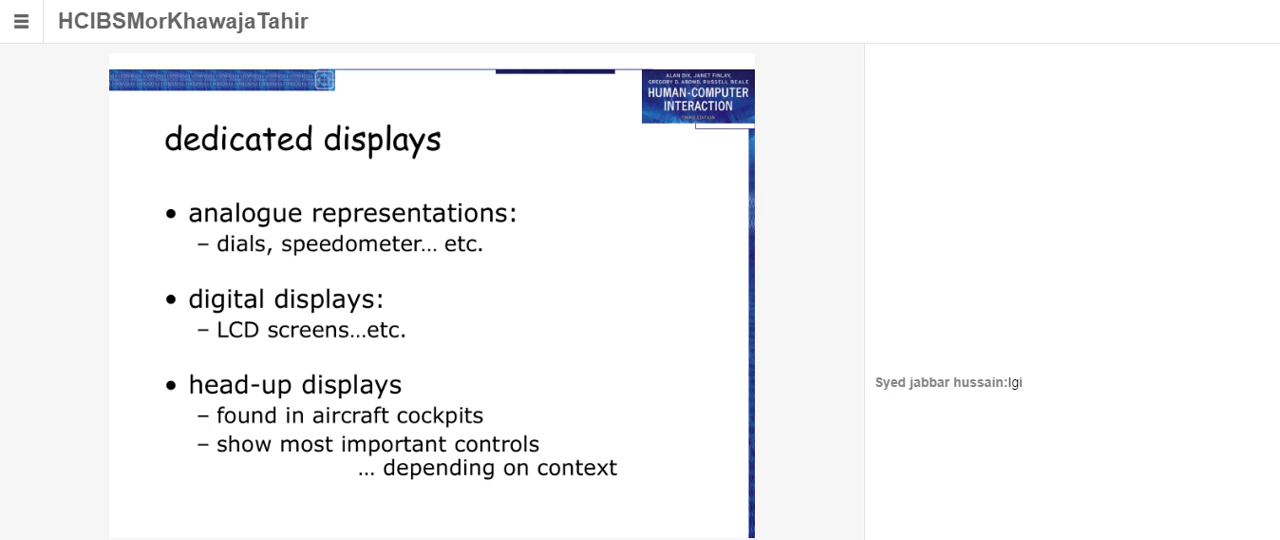 HCIBSMorKhawajaTahir
ALAN DIX, JANET FINLAY,
GREGORY D. ABOWD, RUSSELL BEALE
HUMAN-COMPUTER
INTERACTION
THIRD EDITION
dedicated displays
• analogue representations:
– dials, speedometer… etc.
• digital displays:
– LCD screens…etc.
• head-up displays
– found in aircraft cockpits
– show most important controls
… depending on context
Syed jabbar hussain:lgi